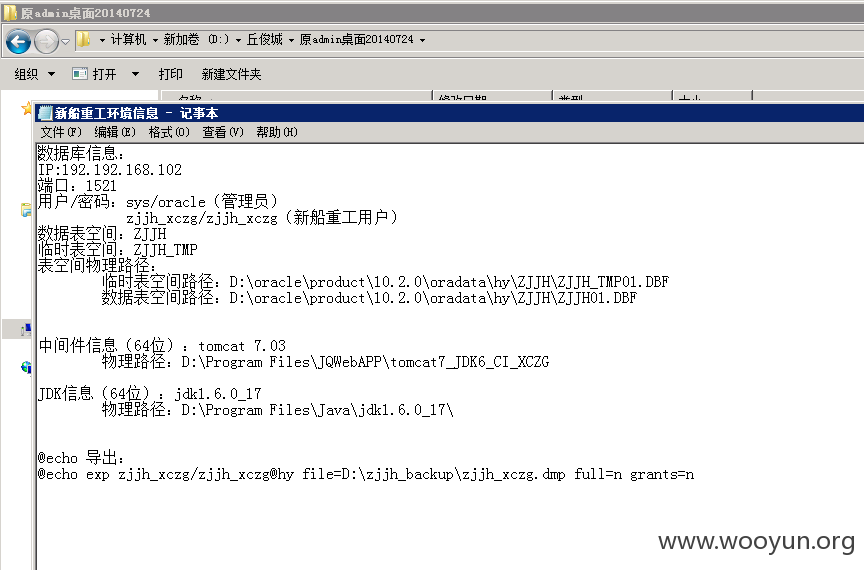 原admin桌面20140724
计算机 新加卷 (D:) 丘俊城 原admin桌面20140724
组织 打开 打印 新建文件夹
名称 修改日期 类型 大小
新船重工环境信息 - 记事本
文件(F) 编辑(E) 格式(O) 查看(V) 帮助(H)
数据库信息：
IP:192.192.168.102
端口：1521
用户/密码：sys/oracle（管理员）
zjjh_xczg/zjjh_xczg（新船重工用户）
数据表空间：ZJJH
临时表空间：ZJJH_TMP
表空间物理路径：
临时表空间路径：D:\oracle\product\10.2.0\oradata\hy\ZJJH\ZJJH_TMP01.DBF
数据表空间路径：D:\oracle\product\10.2.0\oradata\hy\ZJJH\ZJJH01.DBF
中间件信息（64位）：tomcat 7.03
物理路径：D:\Program Files\JQWebAPP\tomcat7_JDK6_CI_XCZG
JDK信息（64位）：jdk1.6.0_17
物理路径：D:\Program Files\Java\jdk1.6.0_17\
@echo 导出：
@echo exp zjjh_xczg/zjjh_xczg@hy file=D:\zjjh_backup\zjjh_xczg.dmp full=n grants=n
www.wooyun.org